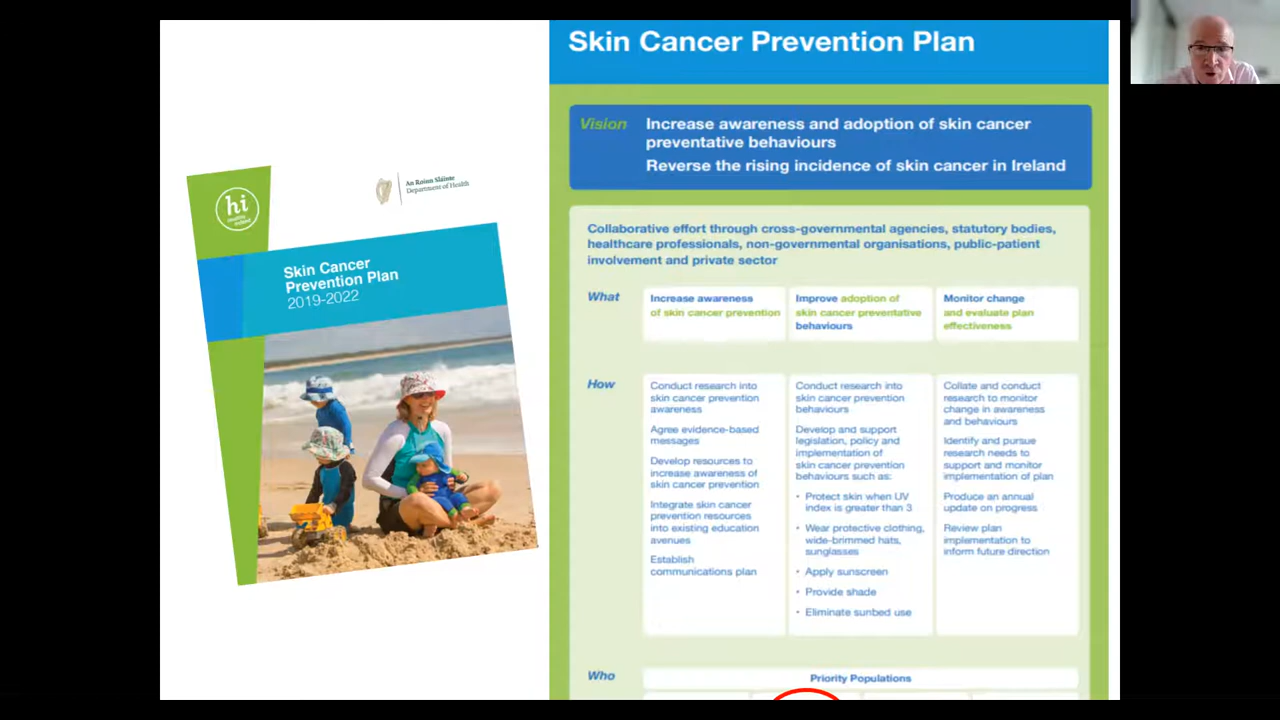 hi
healthy
ireland
An Roinn Sláinte
Department of Health
Skin Cancer
Prevention Plan
2019-2022
Skin Cancer Prevention Plan
Vision
Increase awareness and adoption of skin cancer
preventative behaviours
Reverse the rising incidence of skin cancer in Ireland
Collaborative effort through cross-governmental agencies, statutory bodies,
healthcare professionals, non-governmental organisations, public-patient
involvement and private sector
What
Increase awareness
of skin cancer prevention
Improve adoption of
skin cancer preventative
behaviours
Monitor change
and evaluate plan
effectiveness
How
Conduct research into
skin cancer prevention
awareness
Agree evidence-based
messages
Develop resources to
increase awareness of
skin cancer prevention
Integrate skin cancer
prevention resources
into existing education
avenues
Establish
communications plan
Conduct research into
skin cancer prevention
behaviours
Develop and support
legislation, policy and
implementation of
skin cancer prevention
behaviours such as:
• Protect skin when UV
index is greater than 3
• Wear protective clothing,
wide-brimmed hats,
sunglasses
• Apply sunscreen
• Provide shade
• Eliminate sunbed use
Collate and conduct
research to monitor
change in awareness
and behaviours
Identify and pursue
research needs to
support and monitor
implementation of plan
Produce an annual
update on progress
Review plan
implementation to
inform future direction
Who
Priority Populations